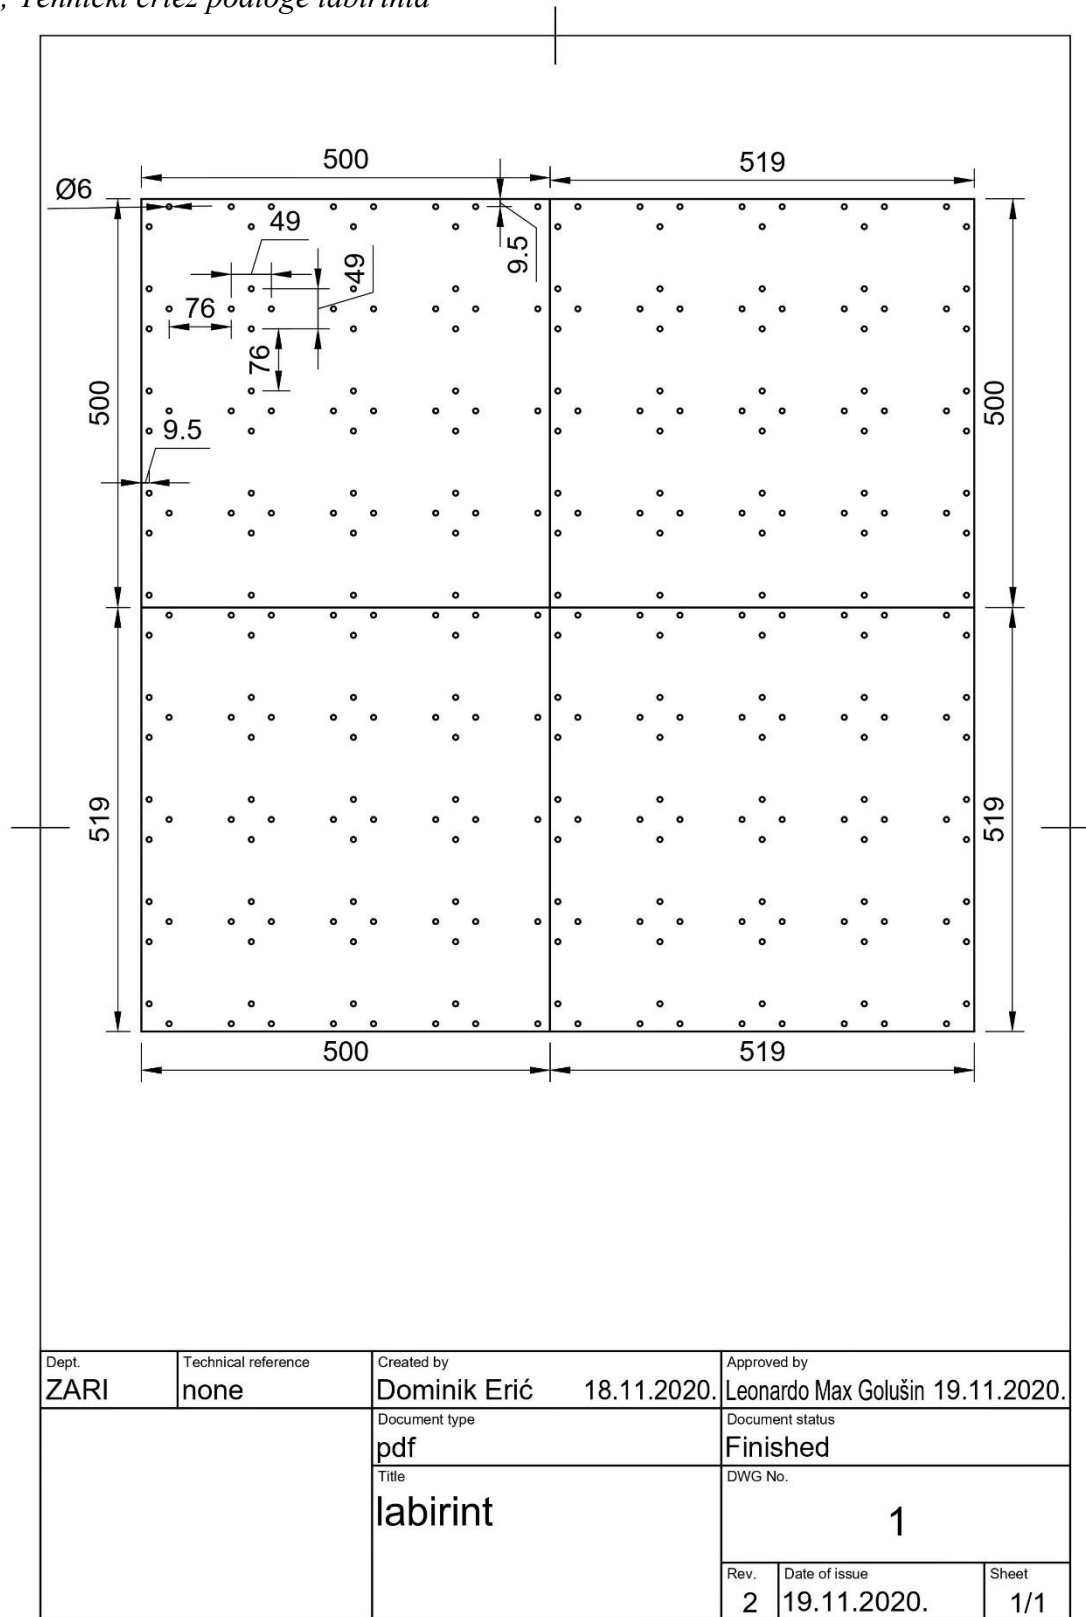 , Tehnički crtež podloge labirinta
500
519
Ø6
49
49
9.5
76
76
500
500
9.5
519
519
500
519
Dept.
ZARI
Technical reference
none
Created by
Dominik Erić 18.11.2020.
Approved by
Leonardo Max Golušin 19.11.2020.
Document type
pdf
Document status
Finished
Title
labirint
DWG No.
1
Rev.
2
Date of issue
19.11.2020.
Sheet
1/1